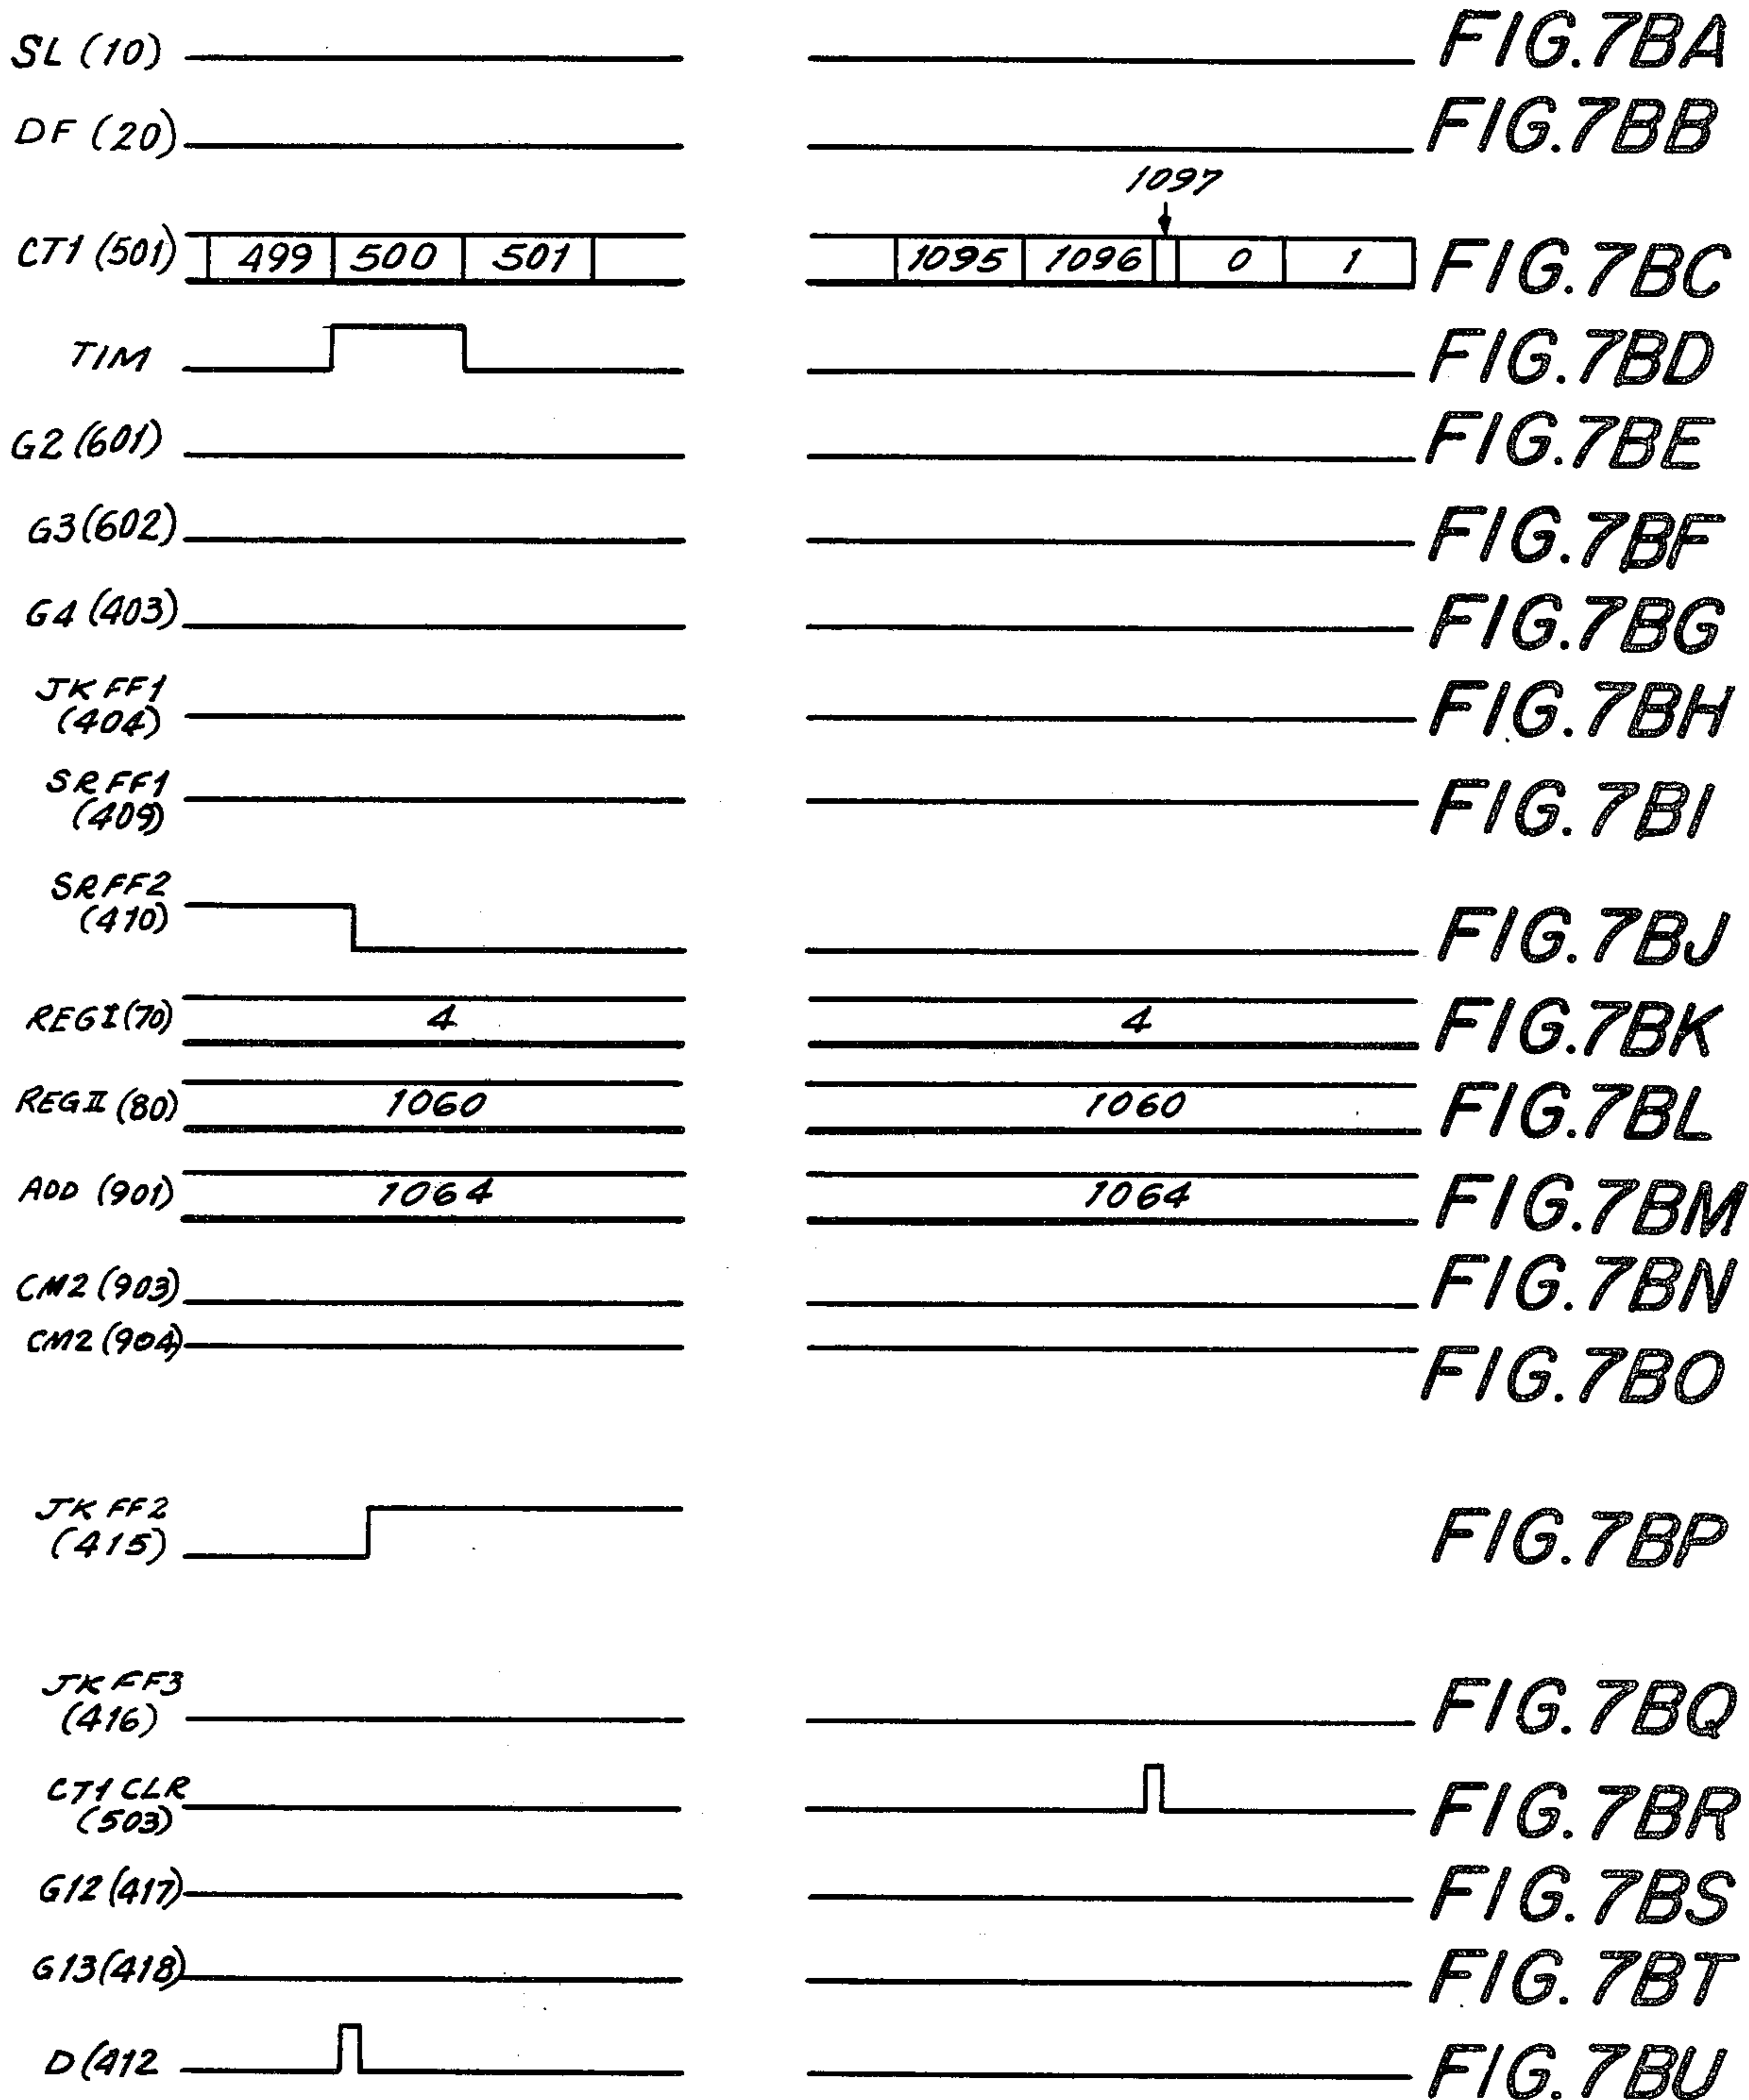 SL (10) FIG.7BA
DF (20) FIG.7BB
1097
CT1 (501) 499 500 501 1095 1096 0 1 FIG.7BC
TIM FIG.7BD
G2 (601) FIG.7BE
G3(602) FIG.7BF
G4 (403) FIG.7BG
JK FF1
(404) FIG.7BH
SR FF1
(409) FIG.7BI
SR FF2
(410) FIG.7BJ
REGI(70) 4 4 FIG.7BK
REGII (80) 1060 1060 FIG.7BL
ADD (901) 1064 1064 FIG.7BM
CM2 (903) FIG.7BN
CM2 (904) FIG.7BO
JK FF2
(415) FIG.7BP
JK FF3
(416) FIG.7BQ
CT1 CLR
(503) FIG.7BR
G12 (417) FIG.7BS
G13(418) FIG.7BT
D(412 FIG.7BU